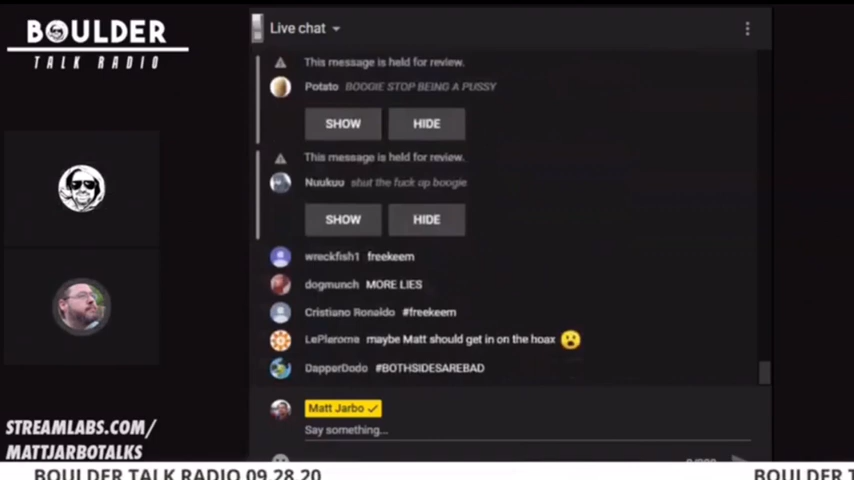 BOULDER
TALK RADIO
Live chat
This message is held for review.
Potato BOOGIE STOP BEING A PUSSY
SHOW HIDE
This message is held for review.
Nuukuu shut the fuck up boogie
SHOW HIDE
wreckfish1 freekeem
dogmunch MORE LIES
Cristiano Ronaldo #freekeem
LePlerome maybe Matt should get in on the hoax 😮
DapperDodo #BOTHSIDESAREBAD
Matt Jarbo ✓
Say something...
STREAMLABS.COM/
MATTJARBOTALKS
BOULDER TALK RADIO 09.28.20 BOULDER T